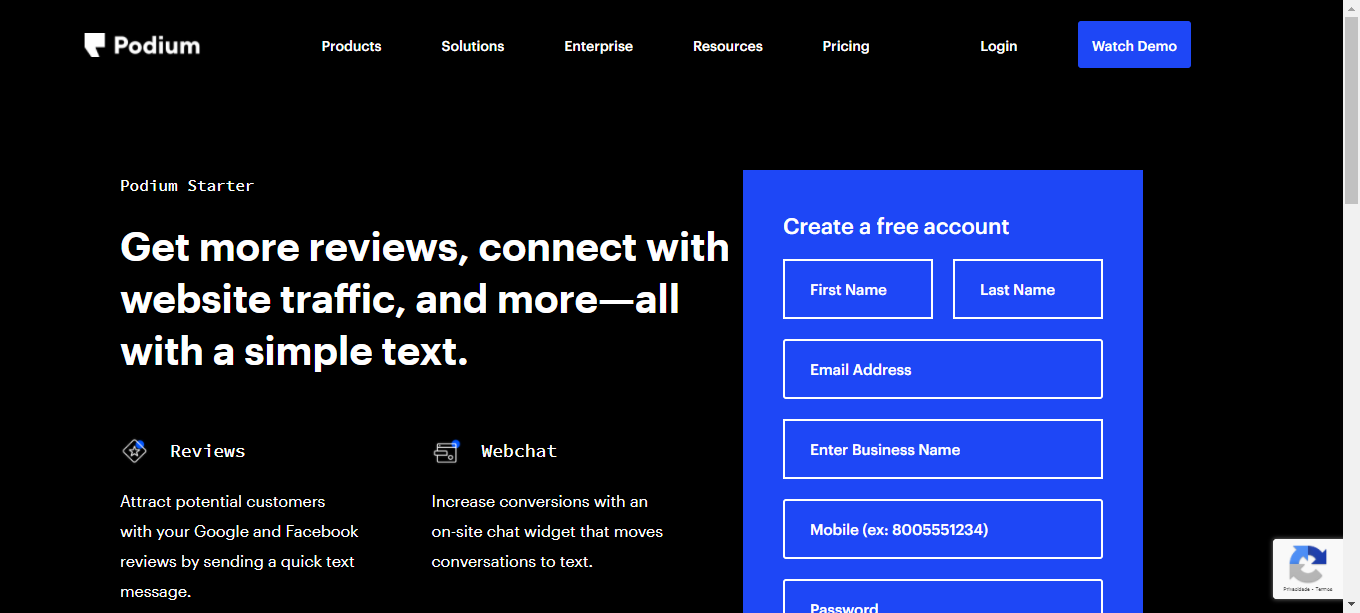 Podium
Products
Solutions
Enterprise
Resources
Pricing
Login
Watch Demo
Podium Starter
Get more reviews, connect with
website traffic, and more—all
with a simple text.
Reviews
Attract potential customers
with your Google and Facebook
reviews by sending a quick text
message.
Webchat
Increase conversions with an
on-site chat widget that moves
conversations to text.
Create a free account
First Name
Last Name
Email Address
Enter Business Name
Mobile (ex: 8005551234)
Password
Privacidade - Termos